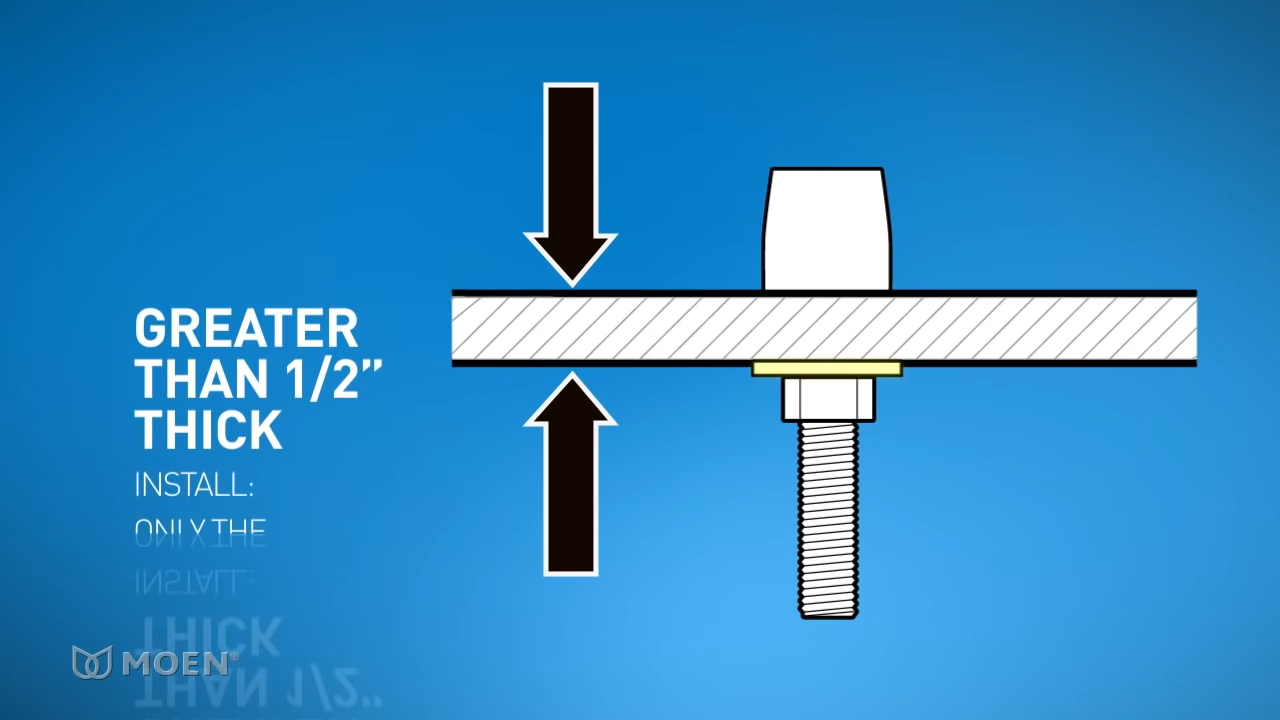 GREATER
THAN 1/2”
THICK
INSTALL:
ONLY THE
MOEN®